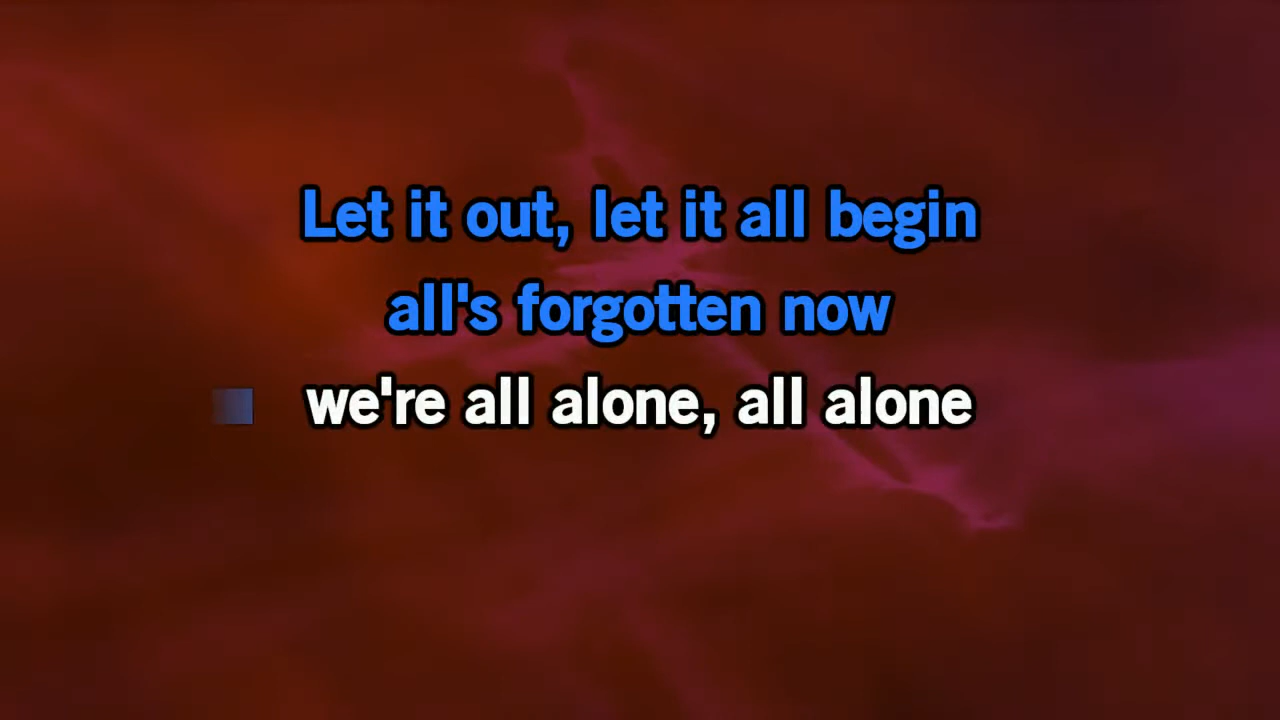 Let it out, let it all begin
all's forgotten now
we're all alone, all alone